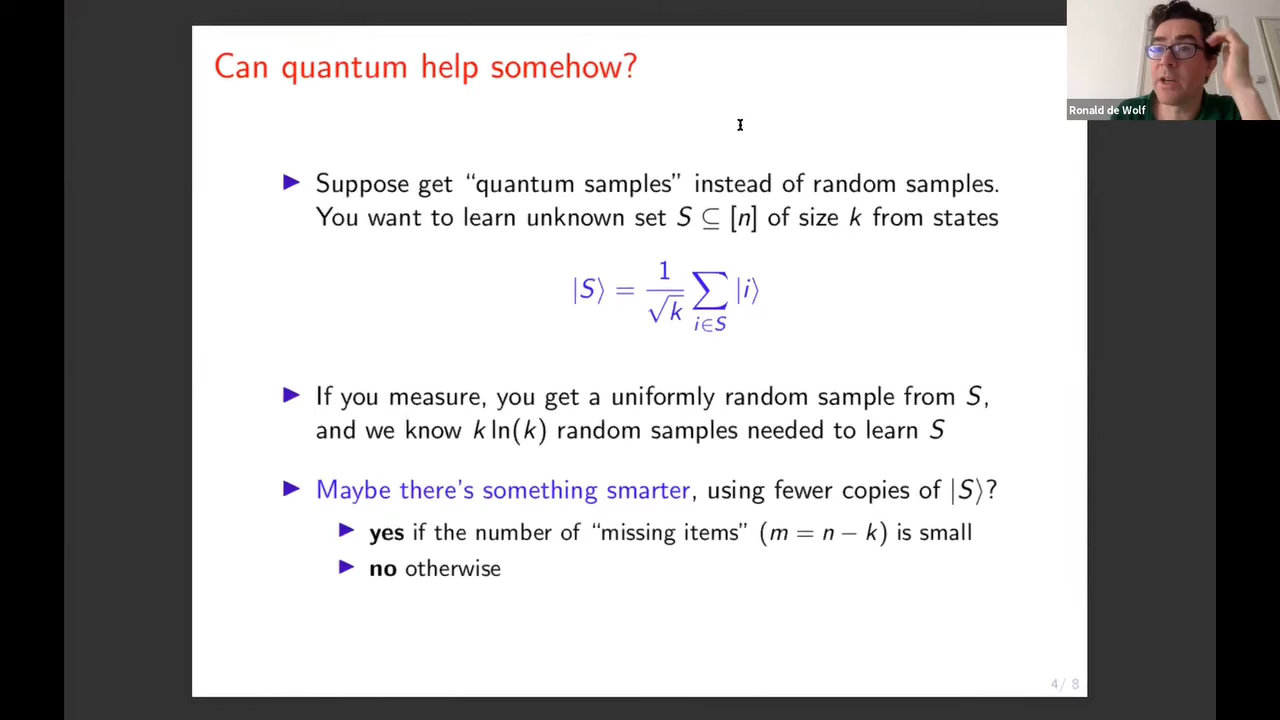 Can quantum help somehow?
Ronald de Wolf
▶ Suppose get “quantum samples” instead of random samples.
You want to learn unknown set S ⊆ [n] of size k from states
|S⟩ = 1/√k ∑_{i∈S} |i⟩
▶ If you measure, you get a uniformly random sample from S,
and we know k ln(k) random samples needed to learn S
▶ Maybe there's something smarter, using fewer copies of |S⟩?
▶ yes if the number of “missing items” (m = n − k) is small
▶ no otherwise
4/ 8